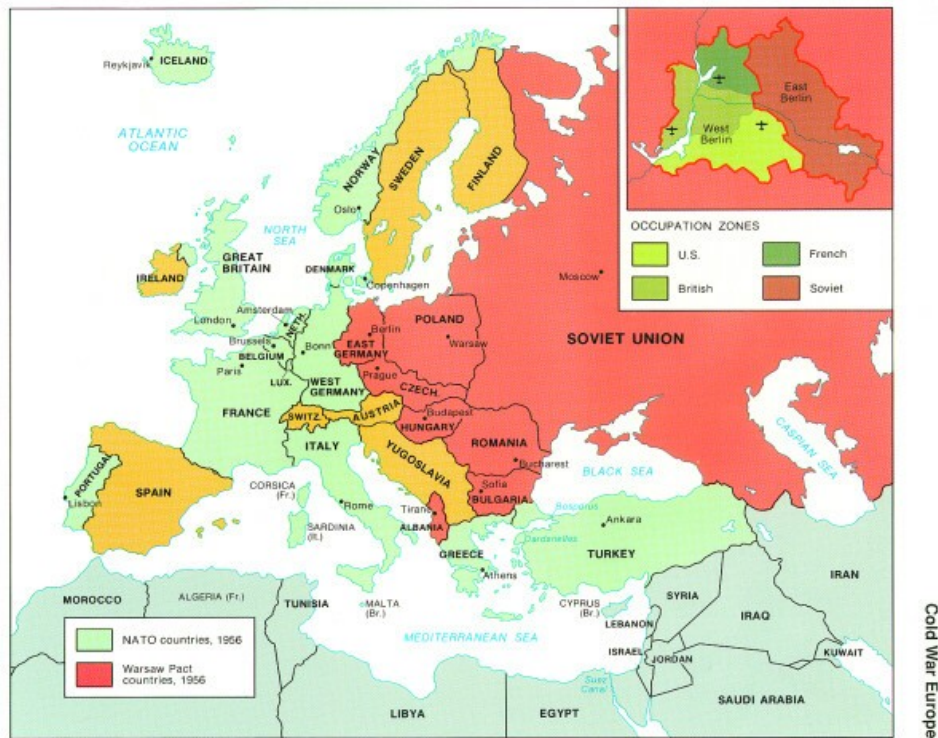 ICELAND
Reykjavik
ATLANTIC
OCEAN
NORWAY
SWEDEN
FINLAND
Oslo
NORTH
SEA
GREAT
BRITAIN
IRELAND
DENMARK
Copenhagen
Moscow
London
Amsterdam
NETH.
Brussels
BELGIUM
Paris
LUX.
Bonn
WEST
GERMANY
Berlin
EAST
GERMANY
POLAND
Warsaw
SOVIET UNION
Prague
CZECH.
FRANCE
SWITZ.
AUSTRIA
Budapest
HUNGARY
ROMANIA
Bucharest
ITALY
YUGOSLAVIA
Sofia
BULGARIA
BLACK SEA
CASPIAN SEA
PORTUGAL
Lisbon
SPAIN
CORSICA
(Fr.)
SARDINIA
(It.)
Rome
Tirane
ALBANIA
GREECE
Athens
Bosporus
Dardanelles
Ankara
TURKEY
MOROCCO
ALGERIA (Fr.)
TUNISIA
MALTA
(Br.)
CYPRUS
(Br.)
MEDITERRANEAN SEA
LEBANON
SYRIA
ISRAEL
JORDAN
IRAQ
IRAN
KUWAIT
Suez
Canal
SAUDI ARABIA
LIBYA
EGYPT
NATO countries, 1956
Warsaw Pact
countries, 1956
East
Berlin
West
Berlin
OCCUPATION ZONES
U.S.
French
British
Soviet
Cold War Europe